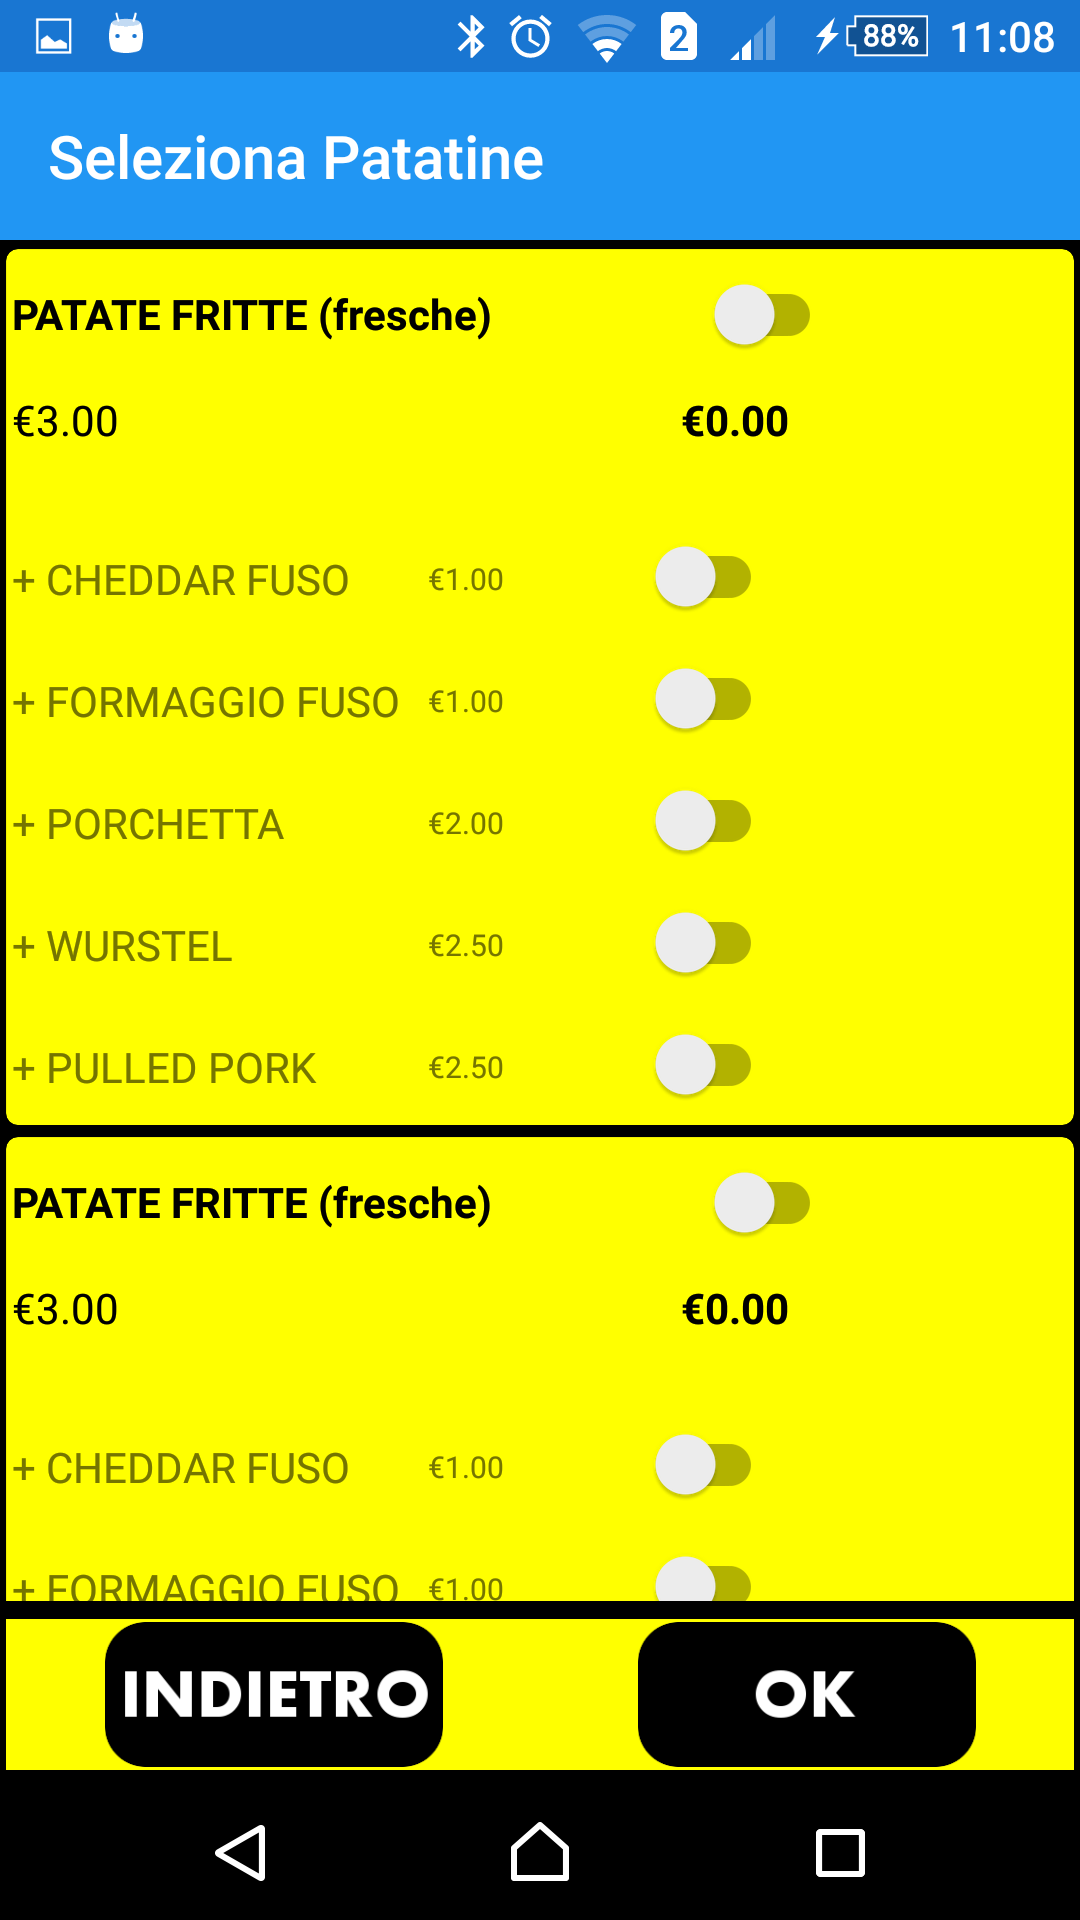 2 88% 11:08
Seleziona Patatine
PATATE FRITTE (fresche)
€3.00 €0.00
+ CHEDDAR FUSO €1.00
+ FORMAGGIO FUSO €1.00
+ PORCHETTA €2.00
+ WURSTEL €2.50
+ PULLED PORK €2.50
PATATE FRITTE (fresche)
€3.00 €0.00
+ CHEDDAR FUSO €1.00
+ FORMAGGIO FUSO €1.00
INDIETRO OK